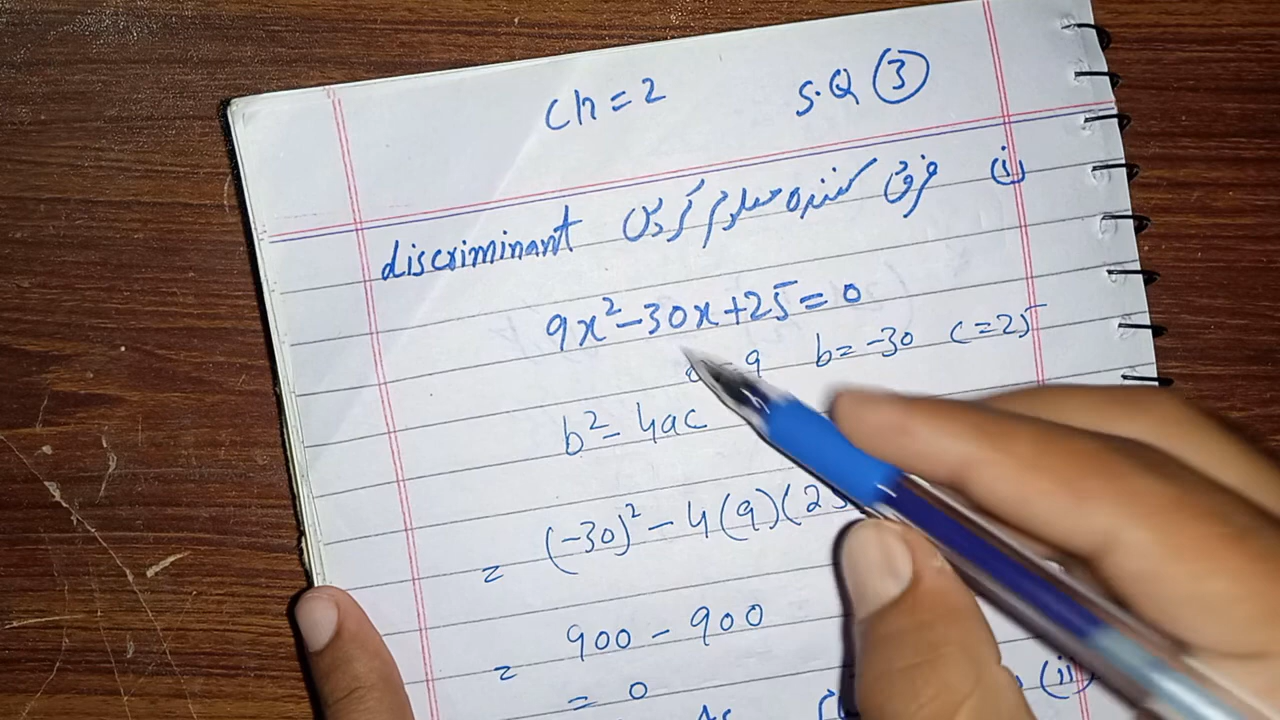 Ch = 2 S.Q (3)
(i) فرق کنندہ معلوم کریں discriminant
9x² - 30x + 25 = 0
= 9 b = -30 c = 25
b² - 4ac
= (-30)² - 4(9)(25
= 900 - 900
= 0
(ii)